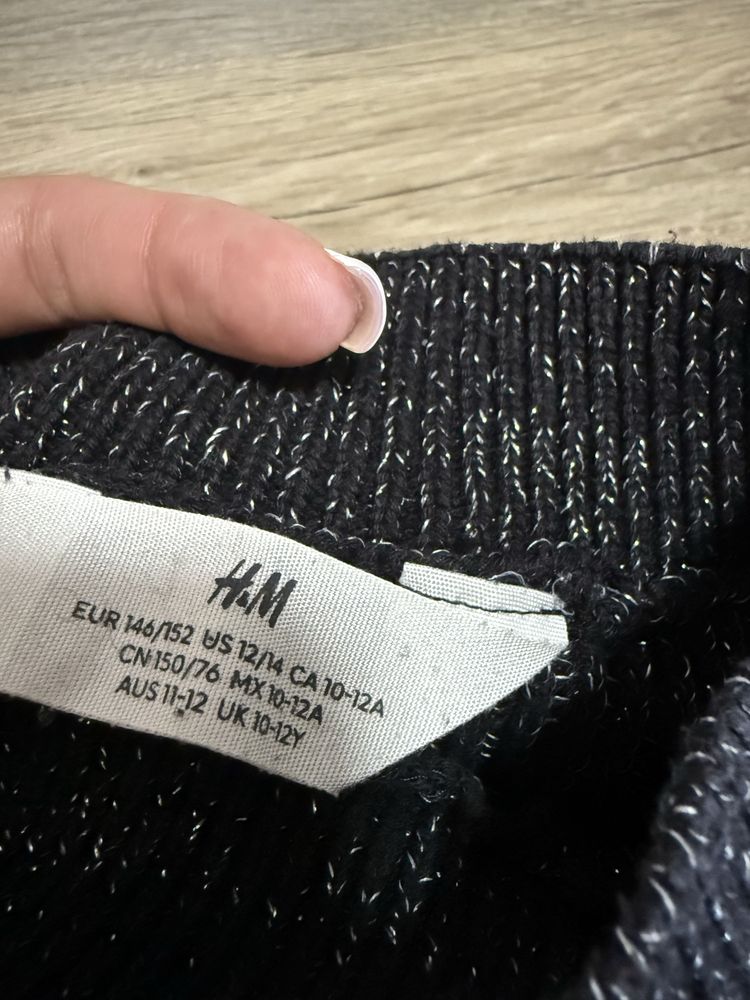 H&M
EUR 146/152 US 12/14 CA 10-12A
CN 150/76 MX 10-12A
AUS 11-12 UK 10-12Y